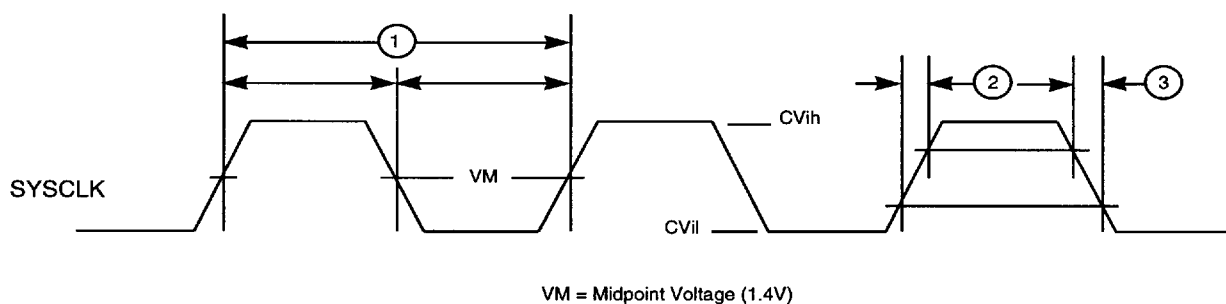 1
2
3
CVih
VM
SYSCLK
CVil
VM = Midpoint Voltage (1.4V)